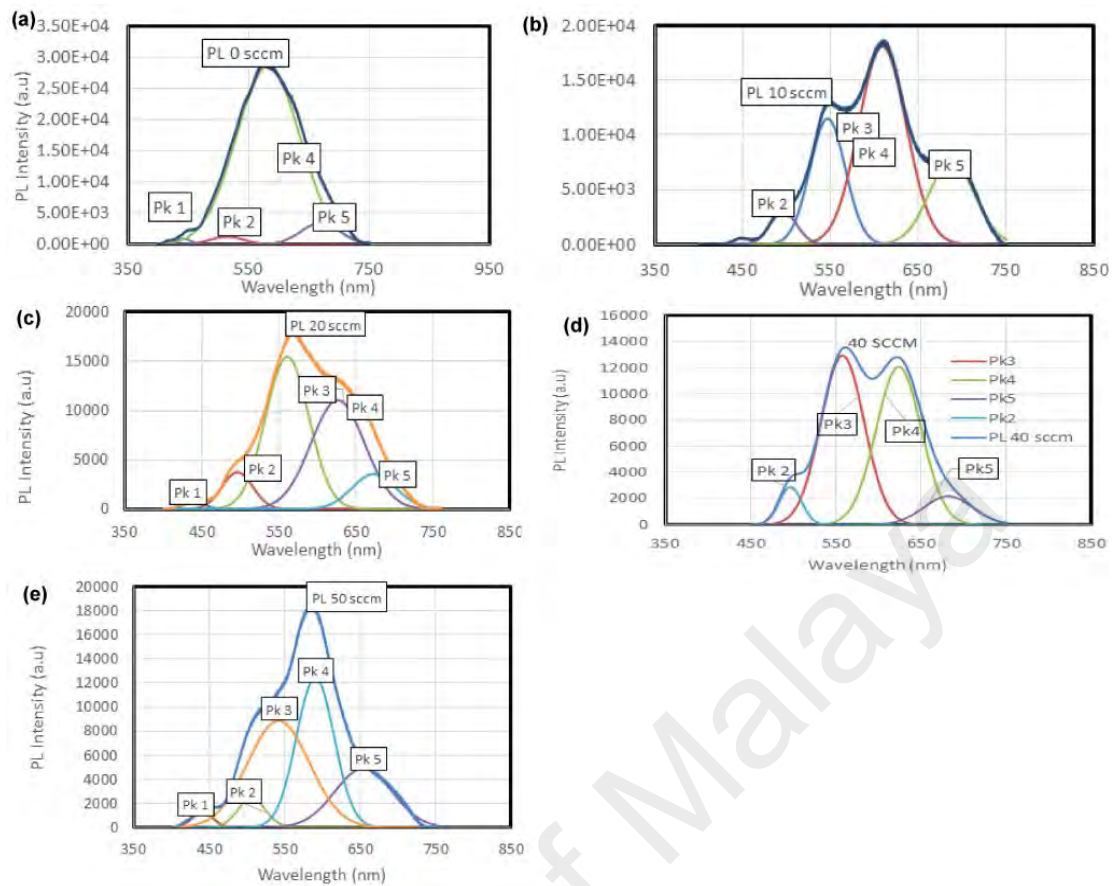 (a)
PL Intensity (a.u)
3.50E+04
3.00E+04
2.50E+04
2.00E+04
1.50E+04
1.00E+04
5.00E+03
0.00E+00
PL 0 sccm
Pk 4
Pk 1
Pk 2
Pk 5
350 550 750 950
Wavelength (nm)
(b)
PL Intensity (a.u)
2.00E+04
1.50E+04
1.00E+04
5.00E+03
0.00E+00
PL 10 sccm
Pk 3
Pk 4
Pk 5
Pk 2
350 450 550 650 750 850
Wavelength (nm)
(c)
PL Intensity (a.u)
20000
15000
10000
5000
0
PL 20 sccm
Pk 3
Pk 4
Pk 2
Pk 5
Pk 1
350 450 550 650 750 850
Wavelength (nm)
(d)
PL Intensity (a.u)
16000
14000
12000
10000
8000
6000
4000
2000
0
40 SCCM
Pk3
Pk4
Pk5
Pk2
PL 40 sccm
Pk3
Pk4
Pk 2
Pk5
350 450 550 650 750 850
Wavelength (nm)
(e)
PL Intensity (a.u)
20000
18000
16000
14000
12000
10000
8000
6000
4000
2000
0
PL 50 sccm
Pk 4
Pk 3
Pk 5
Pk 2
Pk 1
350 450 550 650 750 850
Wavelength (nm)
of Malaya